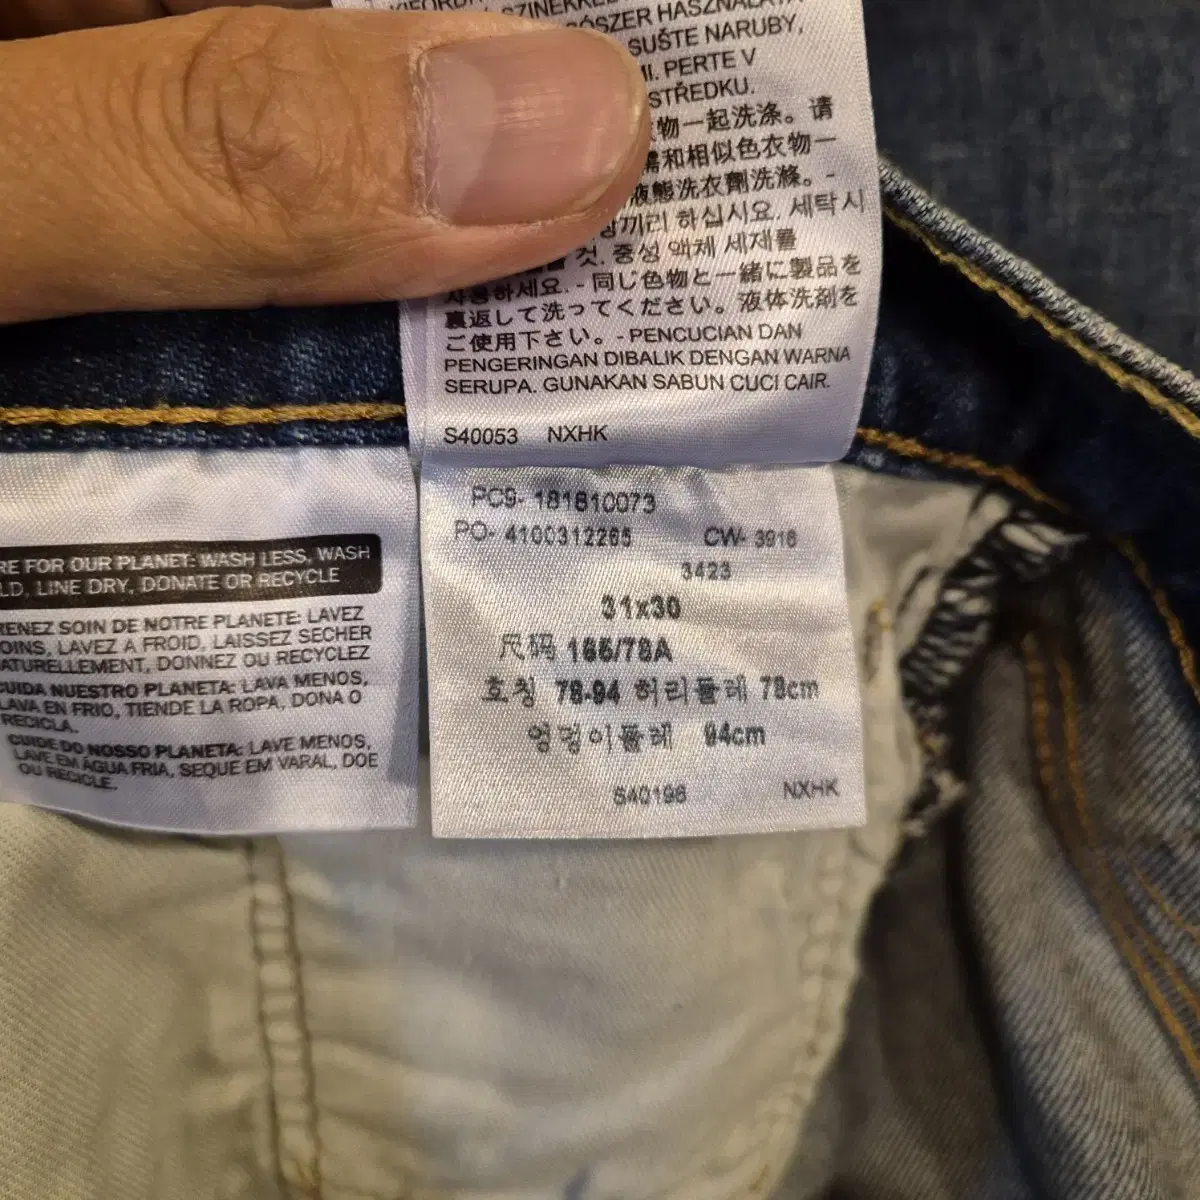 SZÍNEKKEL
SZER HASZNÁLATA
SUŠTE NARUBY,
PERTE V
STŘEDKU.
物一起洗涤。请
和相似色衣物一
液態洗衣劑洗滌。-
하십시요. 세탁시
것. 중성 액체 세제를
사용하세요. - 同じ色物と一緒に製品を
裏返して洗ってください。液体洗剤を
ご使用下さい。- PENCUCIAN DAN
PENGERINGAN DIBALIK DENGAN WARNA
SERUPA. GUNAKAN SABUN CUCI CAIR.
S40053 NXHK
RE FOR OUR PLANET: WASH LESS, WASH
LD, LINE DRY, DONATE OR RECYCLE
RENEZ SOIN DE NOTRE PLANETE: LAVEZ
OINS, LAVEZ A FROID, LAISSEZ SECHER
ATURELLEMENT, DONNEZ OU RECYCLEZ
CUIDA NUESTRO PLANETA: LAVA MENOS,
LAVA EN FRIO, TIENDE LA ROPA, DONA O
RECICLA.
CUIDE DO NOSSO PLANETA: LAVE MENOS,
LAVE EM ÁGUA FRIA, SEQUE EM VARAL, DOE
OU RECICLE.
PC9- 181810073
PO- 4100312265 CW- 3916
3423
31x30
尺码 165/78A
호칭 78-94 허리둘레 78cm
엉덩이둘레 94cm
S40196 NXHK